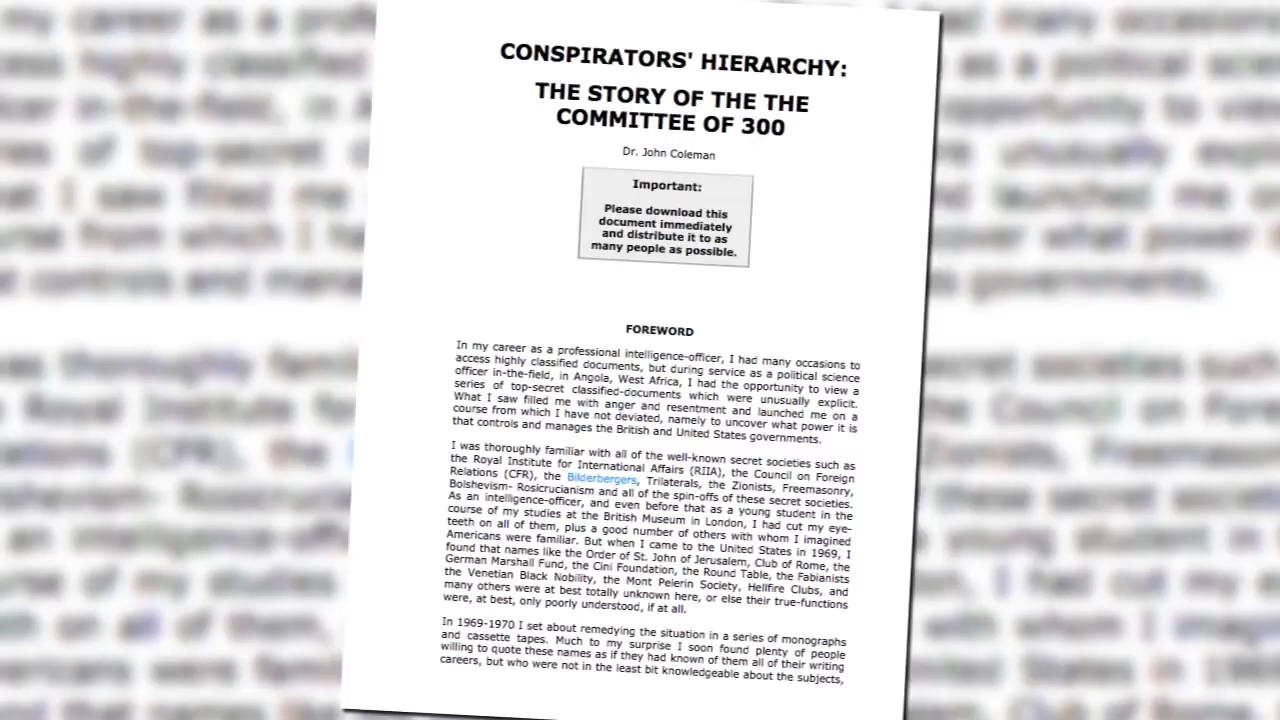 CONSPIRATORS' HIERARCHY:
THE STORY OF THE THE
COMMITTEE OF 300
Dr. John Coleman
Important:
Please download this
document immediately
and distribute it to as
many people as possible.
FOREWORD
In my career as a professional intelligence-officer, I had many occasions to
access highly classified documents, but during service as a political science
officer in-the-field, in Angola, West Africa, I had the opportunity to view a
series of top-secret classified-documents which were unusually explicit.
What I saw filled me with anger and resentment and launched me on a
course from which I have not deviated, namely to uncover what power it is
that controls and manages the British and United States governments.
I was thoroughly familiar with all of the well-known secret societies such as
the Royal Institute for International Affairs (RIIA), the Council on Foreign
Relations (CFR), the Bilderbergers, Trilaterals, the Zionists, Freemasonry,
Bolshevism- Rosicrucianism and all of the spin-offs of these secret societies.
As an intelligence-officer, and even before that as a young student in the
course of my studies at the British Museum in London, I had cut my eye-
teeth on all of them, plus a good number of others with whom I imagined
Americans were familiar. But when I came to the United States in 1969, I
found that names like the Order of St. John of Jerusalem, Club of Rome, the
German Marshall Fund, the Cini Foundation, the Round Table, the Fabianists
the Venetian Black Nobility, the Mont Pelerin Society, Hellfire Clubs, and
many others were at best totally unknown here, or else their true-functions
were, at best, only poorly understood, if at all.
In 1969-1970 I set about remedying the situation in a series of monographs
and cassette tapes. Much to my surprise I soon found plenty of people
willing to quote these names as if they had known of them all of their writing
careers, but who were not in the least bit knowledgeable about the subjects,